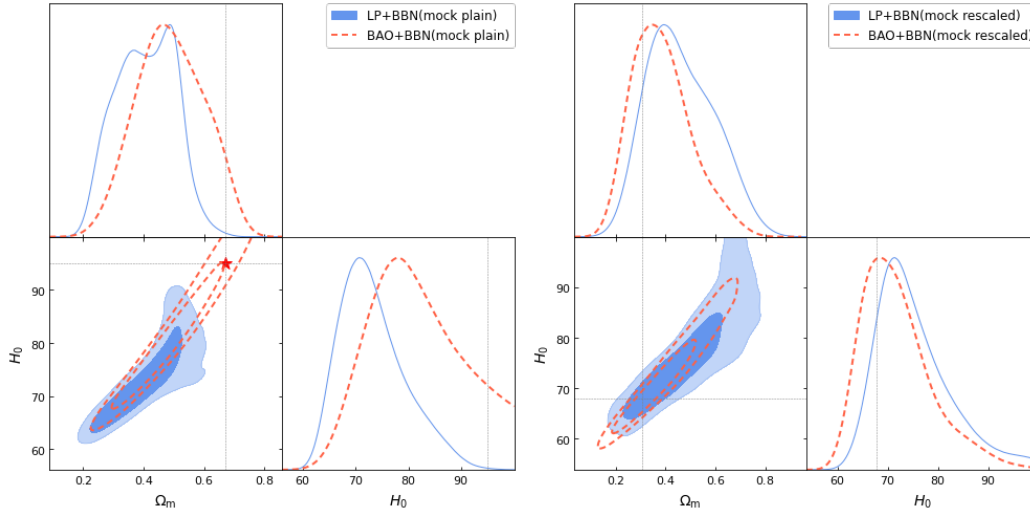 LP+BBN(mock plain)
BAO+BBN(mock plain)
90
80
70
60
H₀
0.2 0.4 0.6 0.8
Ωₘ
60 70 80 90
H₀
LP+BBN(mock rescaled)
BAO+BBN(mock rescaled)
90
80
70
60
H₀
0.2 0.4 0.6 0.8
Ωₘ
60 70 80 90
H₀